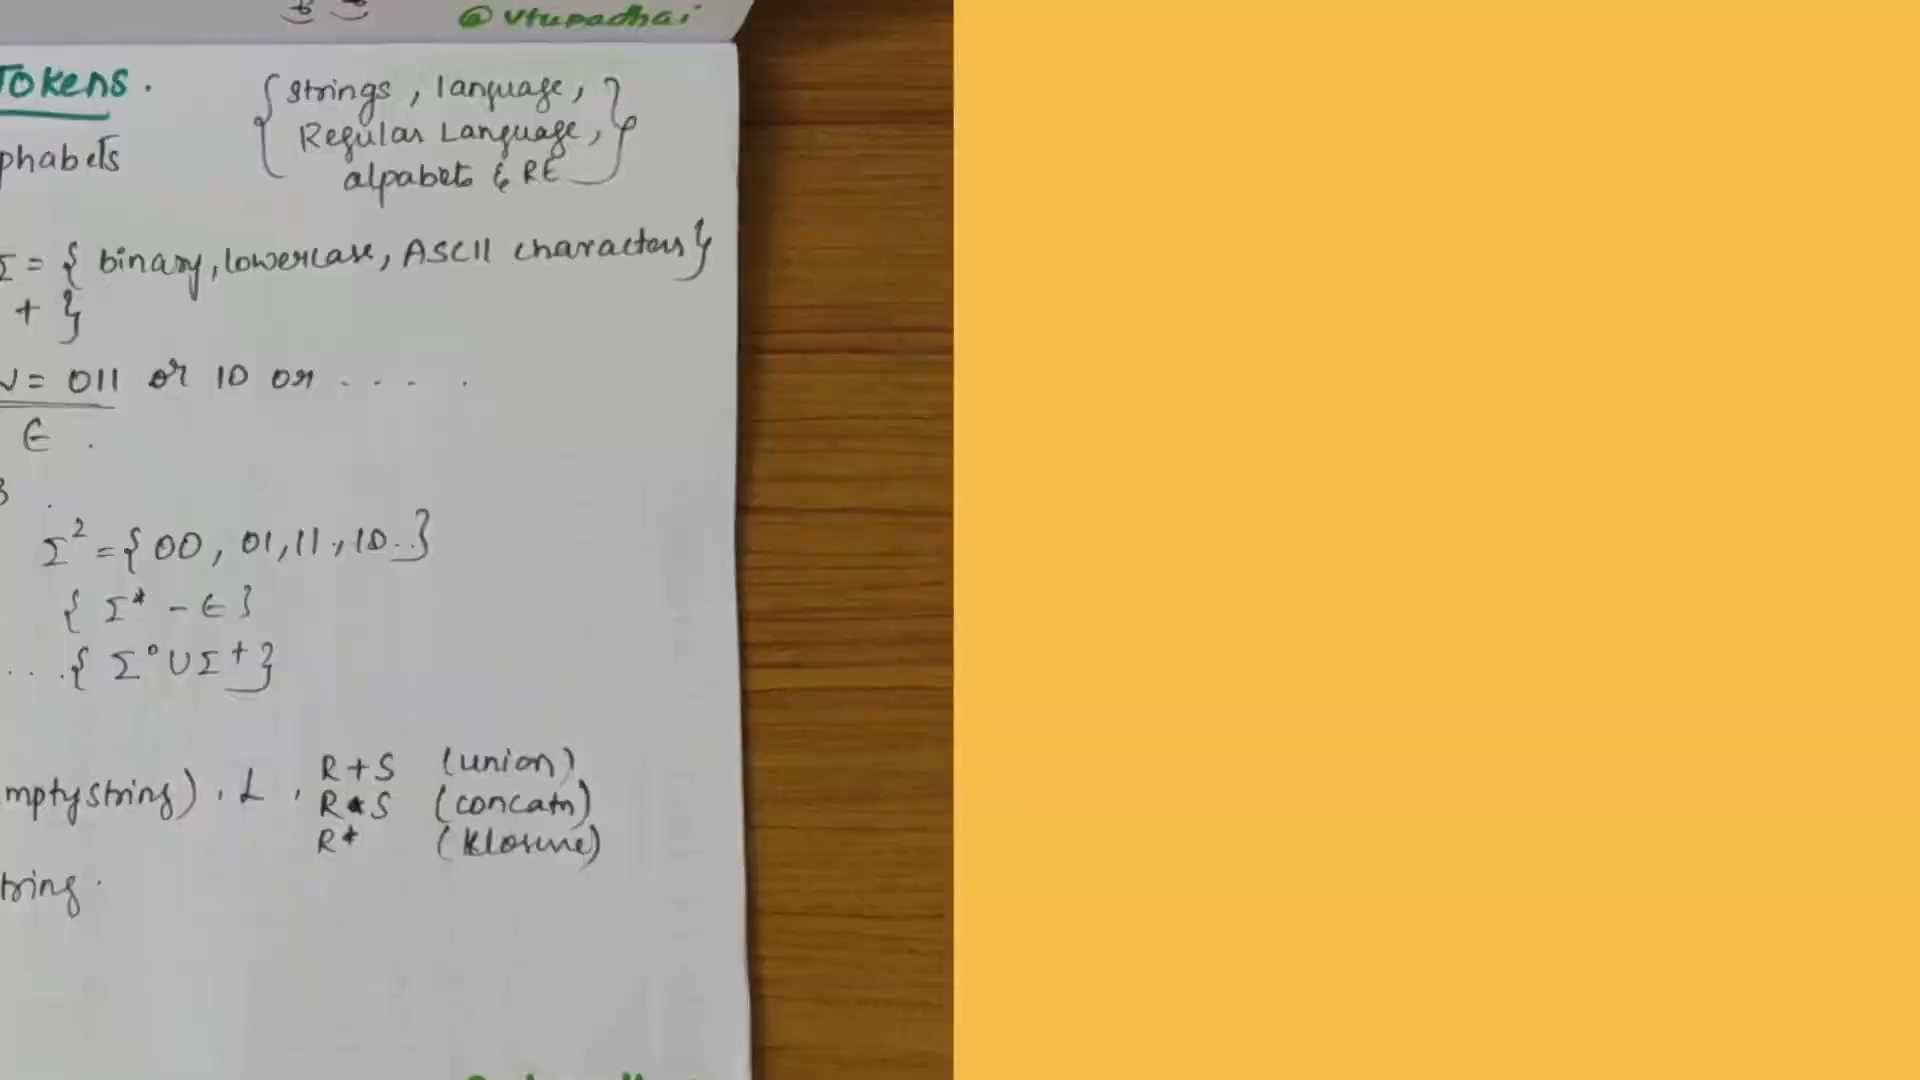 @vtupadhai
Tokens.
{ strings, language,
Regular Language,
alpabets & RE }
phabets
Σ = { binary, lowercase, ASCII characters }
+ }
= 011 or 10 or . . . .
ϵ .
3 .
Σ² = { 00, 01, 11, 10.. }
{ Σ* - ϵ }
. . . { Σ° ∪ Σ+ }
R + S (union)
mptystring) , L , R * S (concatn)
R* (Klosure)
tring.